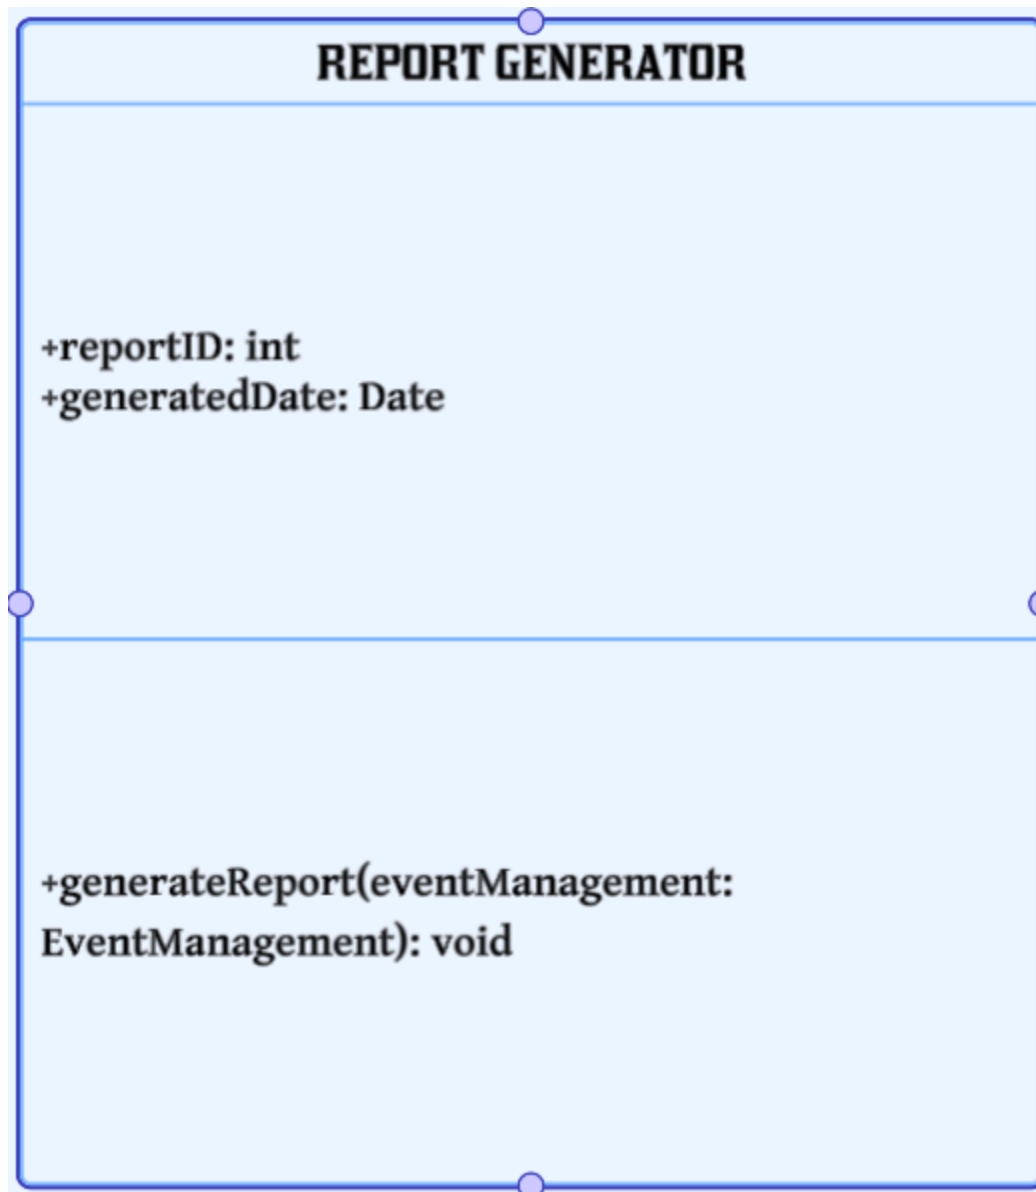 REPORT GENERATOR
+reportID: int
+generatedDate: Date
+generateReport(eventManagement:
EventManagement): void